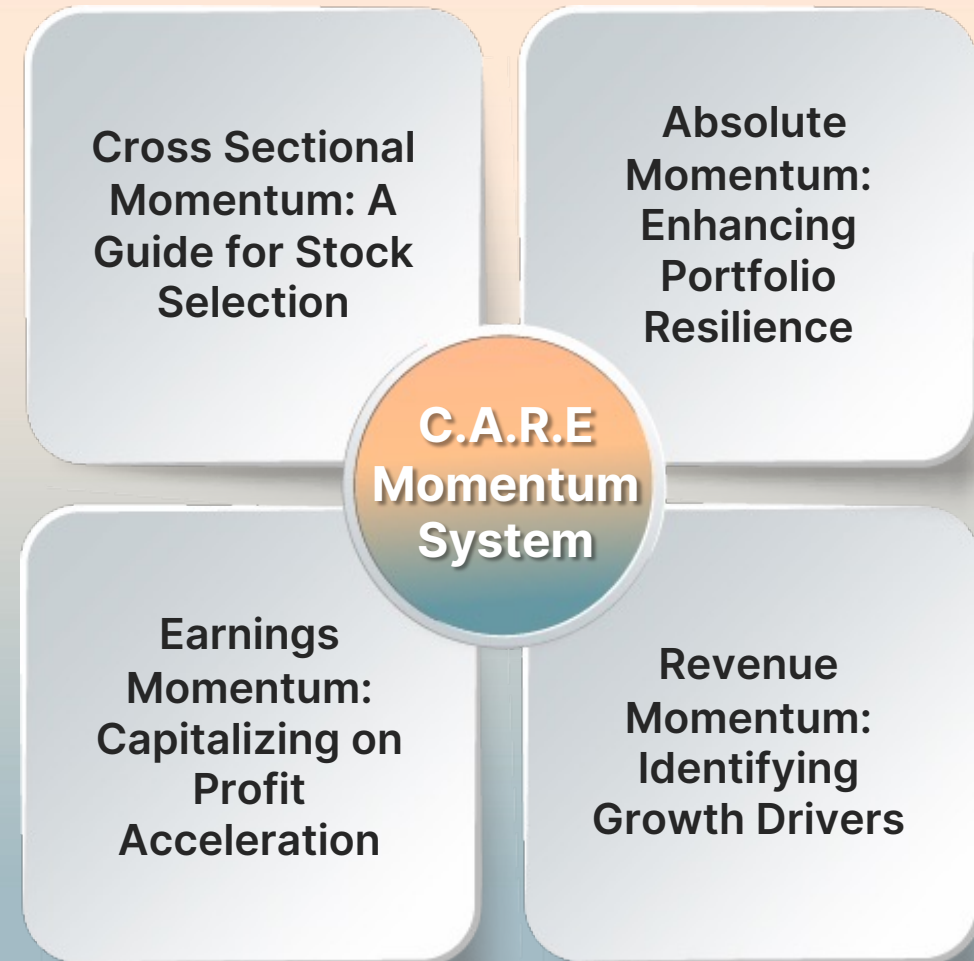 Cross Sectional
Momentum: A
Guide for Stock
Selection
Absolute
Momentum:
Enhancing
Portfolio
Resilience
C.A.R.E
Momentum
System
Earnings
Momentum:
Capitalizing on
Profit
Acceleration
Revenue
Momentum:
Identifying
Growth Drivers